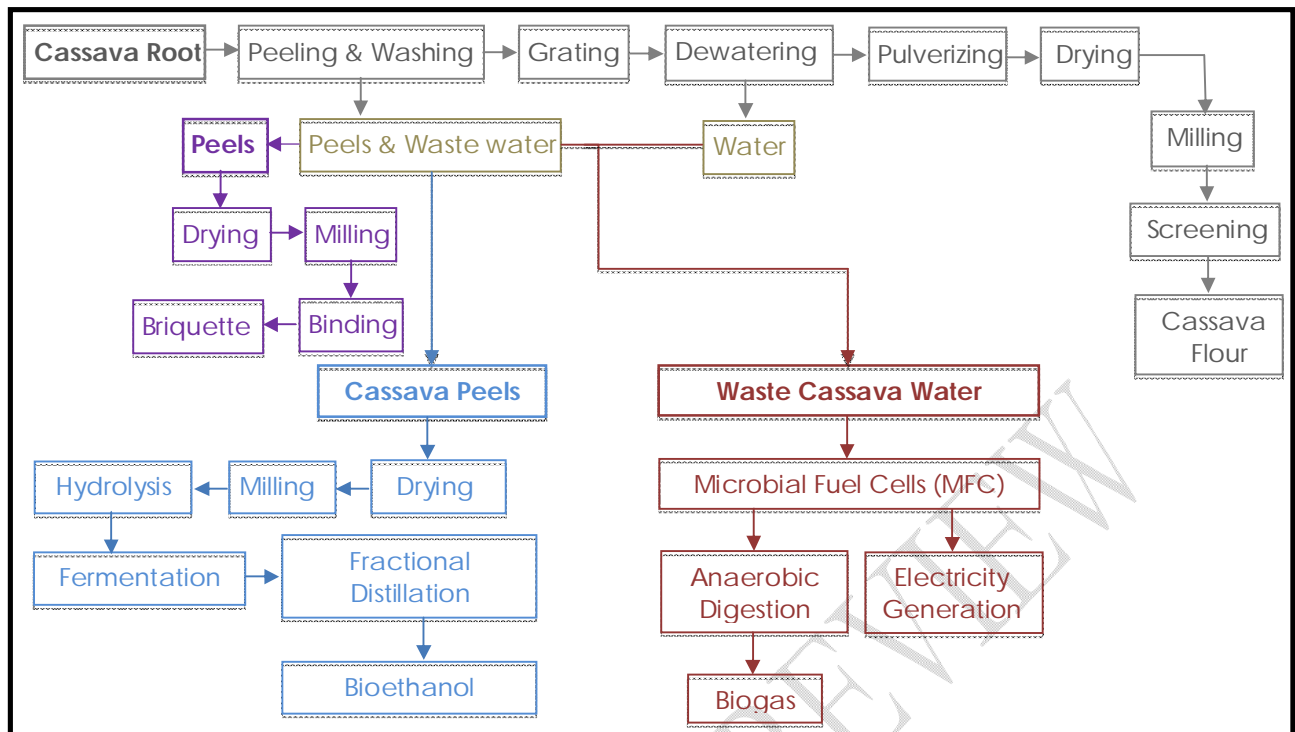 Cassava Root
Peeling & Washing
Grating
Dewatering
Pulverizing
Drying
Peels
Peels & Waste water
Water
Milling
Drying
Milling
Screening
Briquette
Binding
Cassava
Flour
Cassava Peels
Waste Cassava Water
Hydrolysis
Milling
Drying
Microbial Fuel Cells (MFC)
Fermentation
Fractional
Distillation
Anaerobic
Digestion
Electricity
Generation
Bioethanol
Biogas
REVIEW